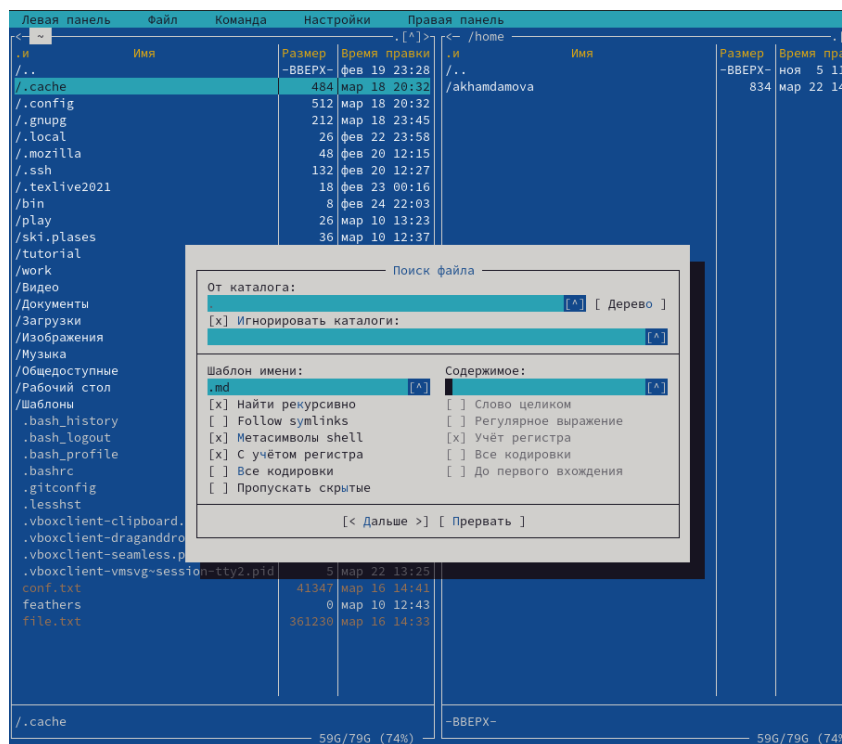 Левая панель Файл Команда Настройки Правая панель
<— ~ .[^]> <— /home .[
.и Имя Размер Время правки .и Имя Размер Время пра
/.. -ВВЕРХ- фев 19 23:28 /.. -ВВЕРХ- ноя 5 11
/.cache 484 мар 18 20:32 /akhamdamova 834 мар 22 14
/.config 512 мар 18 20:32
/.gnupg 212 мар 18 23:45
/.local 26 фев 22 23:58
/.mozilla 48 фев 20 12:15
/.ssh 132 фев 20 12:27
/.texlive2021 18 фев 23 00:16
/bin 8 фев 24 22:03
/play 26 мар 10 13:23
/ski.plases 36 мар 10 12:37
/tutorial
/work
/Видео
/Документы
/Загрузки
/Изображения
/Музыка
/Общедоступные
/Рабочий стол
/Шаблоны
.bash_history
.bash_logout
.bash_profile
.bashrc
.gitconfig
.lesshst
.vboxclient-clipboard.
.vboxclient-draganddro
.vboxclient-seamless.p
.vboxclient-vmsvg~session-tty2.pid 5 мар 22 13:25
conf.txt 41347 мар 16 14:41
feathers 0 мар 10 12:43
file.txt 361230 мар 16 14:33
Поиск файла
От каталога:
. [^] [ Дерево ]
[x] Игнорировать каталоги:
[^]
Шаблон имени: Содержимое:
.md [^] [^]
[x] Найти рекурсивно [ ] Слово целиком
[ ] Follow symlinks [ ] Регулярное выражение
[x] Метасимволы shell [x] Учёт регистра
[x] С учётом регистра [ ] Все кодировки
[ ] Все кодировки [ ] До первого вхождения
[ ] Пропускать скрытые
[< Дальше >] [ Прервать ]
/.cache -ВВЕРХ-
59G/79G (74%) 59G/79G (74%